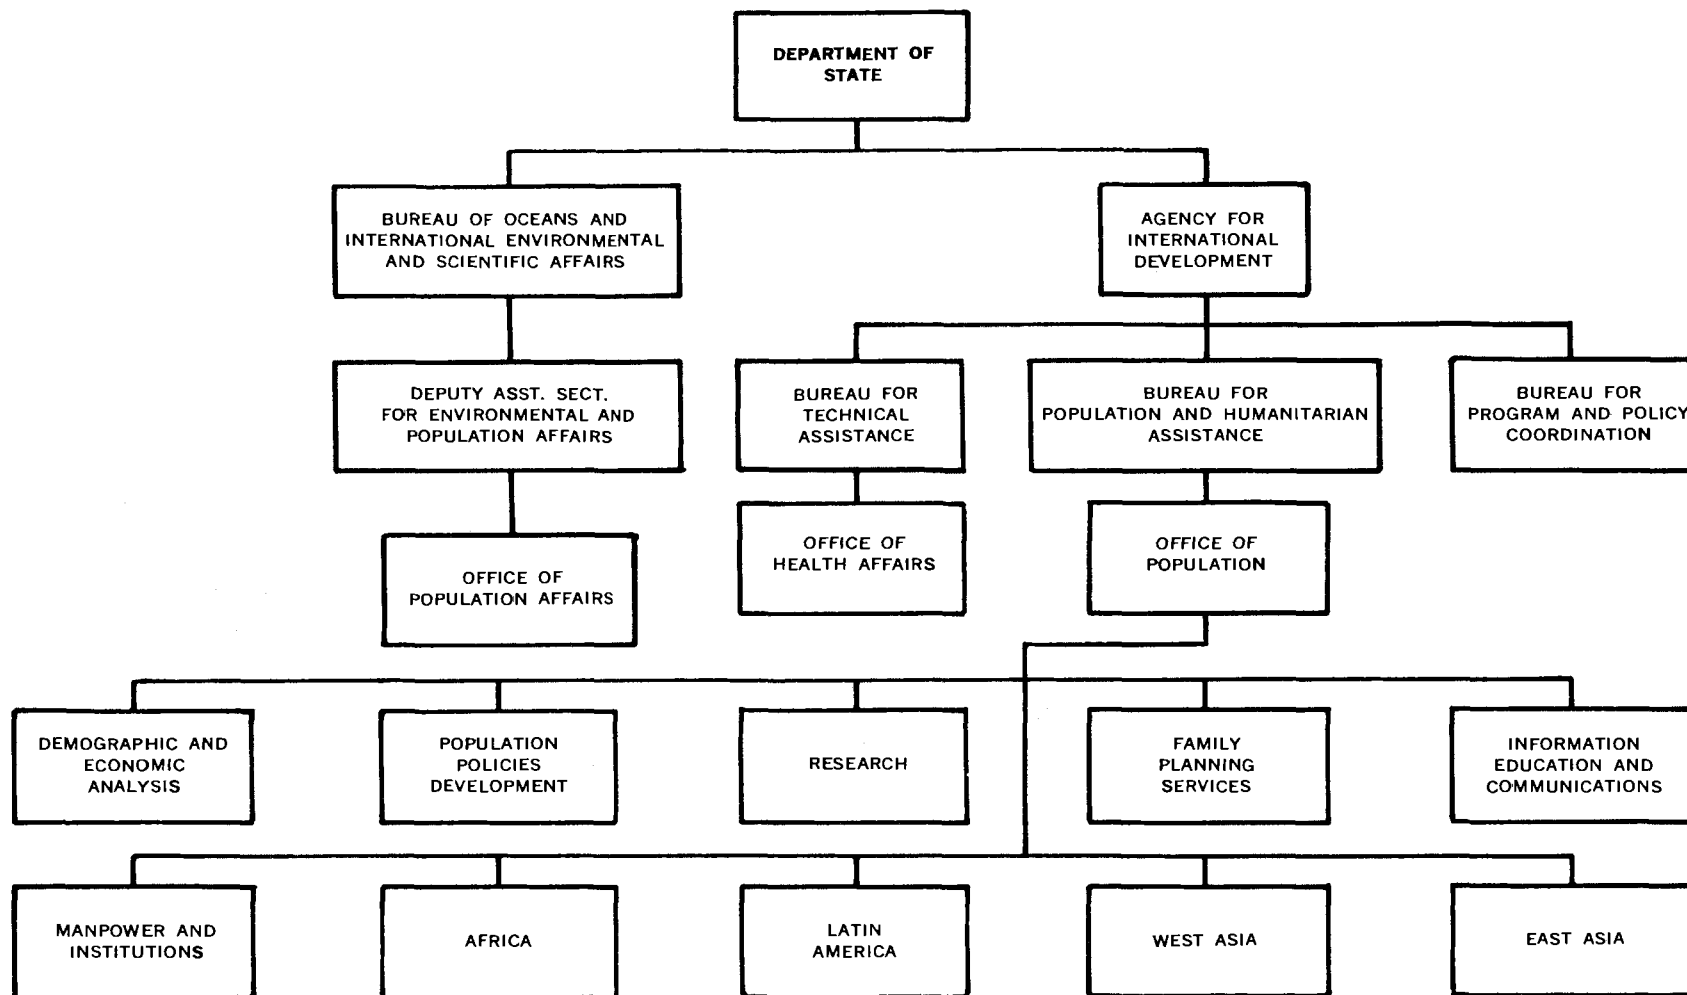 DEPARTMENT OF
STATE
BUREAU OF OCEANS AND
INTERNATIONAL ENVIRONMENTAL
AND SCIENTIFIC AFFAIRS
AGENCY FOR
INTERNATIONAL
DEVELOPMENT
DEPUTY ASST. SECT.
FOR ENVIRONMENTAL AND
POPULATION AFFAIRS
BUREAU FOR
TECHNICAL
ASSISTANCE
BUREAU FOR
POPULATION AND HUMANITARIAN
ASSISTANCE
BUREAU FOR
PROGRAM AND POLICY
COORDINATION
OFFICE OF
POPULATION AFFAIRS
OFFICE OF
HEALTH AFFAIRS
OFFICE OF
POPULATION
DEMOGRAPHIC AND
ECONOMIC
ANALYSIS
POPULATION
POLICIES
DEVELOPMENT
RESEARCH
FAMILY
PLANNING
SERVICES
INFORMATION
EDUCATION AND
COMMUNICATIONS
MANPOWER AND
INSTITUTIONS
AFRICA
LATIN
AMERICA
WEST ASIA
EAST ASIA